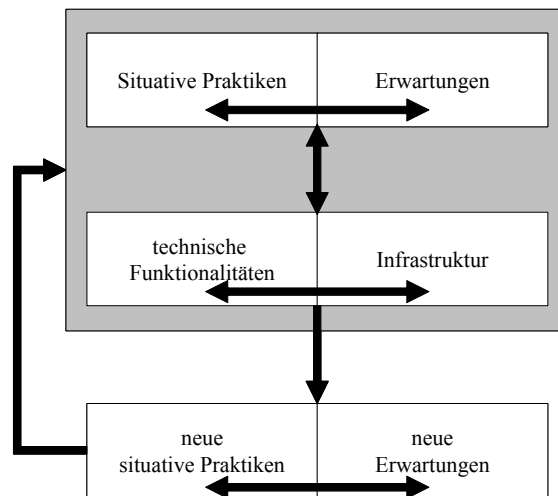 Situative Praktiken
Erwartungen
technische
Funktionalitäten
Infrastruktur
neue
situative Praktiken
neue
Erwartungen